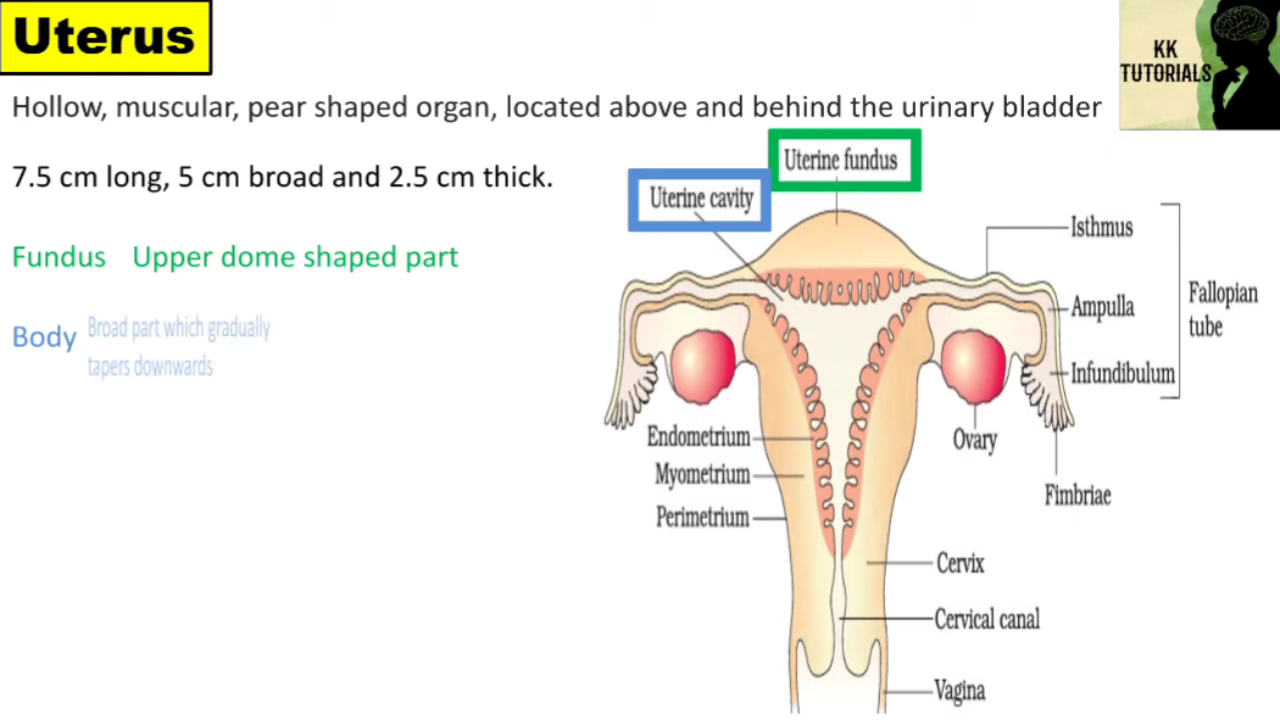 Uterus
KK
TUTORIALS
Hollow, muscular, pear shaped organ, located above and behind the urinary bladder
7.5 cm long, 5 cm broad and 2.5 cm thick.
Fundus Upper dome shaped part
Body Broad part which gradually
tapers downwards
Uterine fundus
Uterine cavity
Isthmus
Ampulla
Infundibulum
Fallopian
tube
Endometrium
Myometrium
Perimetrium
Ovary
Fimbriae
Cervix
Cervical canal
Vagina